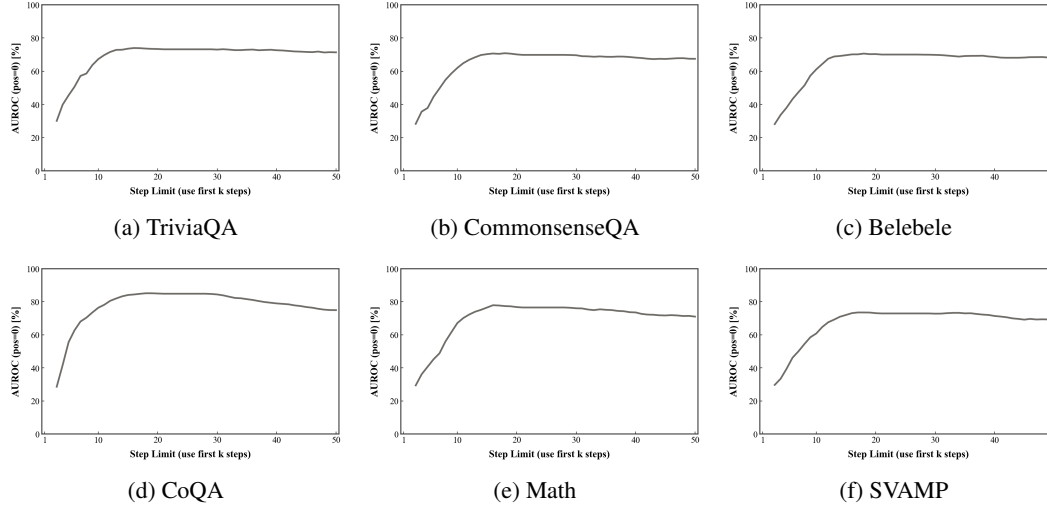 100
80
60
40
20
0
AUROC (pos=0) [%]
1 10 20 30 40 50
Step Limit (use first k steps)
(a) TriviaQA
100
80
60
40
20
0
AUROC (pos=0) [%]
1 10 20 30 40 50
Step Limit (use first k steps)
(b) CommonsenseQA
100
80
60
40
20
0
AUROC (pos=0) [%]
1 10 20 30 40
Step Limit (use first k steps)
(c) Belebele
100
80
60
40
20
0
AUROC (pos=0) [%]
1 10 20 30 40 50
Step Limit (use first k steps)
(d) CoQA
100
80
60
40
20
0
AUROC (pos=0) [%]
1 10 20 30 40 50
Step Limit (use first k steps)
(e) Math
100
80
60
40
20
0
AUROC (pos=0) [%]
1 10 20 30 40
Step Limit (use first k steps)
(f) SVAMP